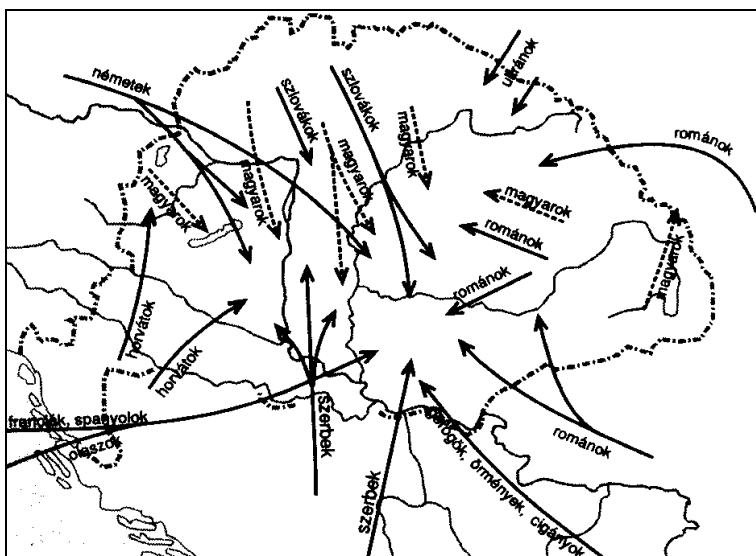 németek
szlovákok
szlovákok
ukránok
románok
magyarok
magyarok
magyarok
magyarok
magyarok
románok
magyarok
románok
horvátok
horvátok
franciák, spanyolok
olaszok
szerbek
szerbek
románok
görögök, örmények, cigányok